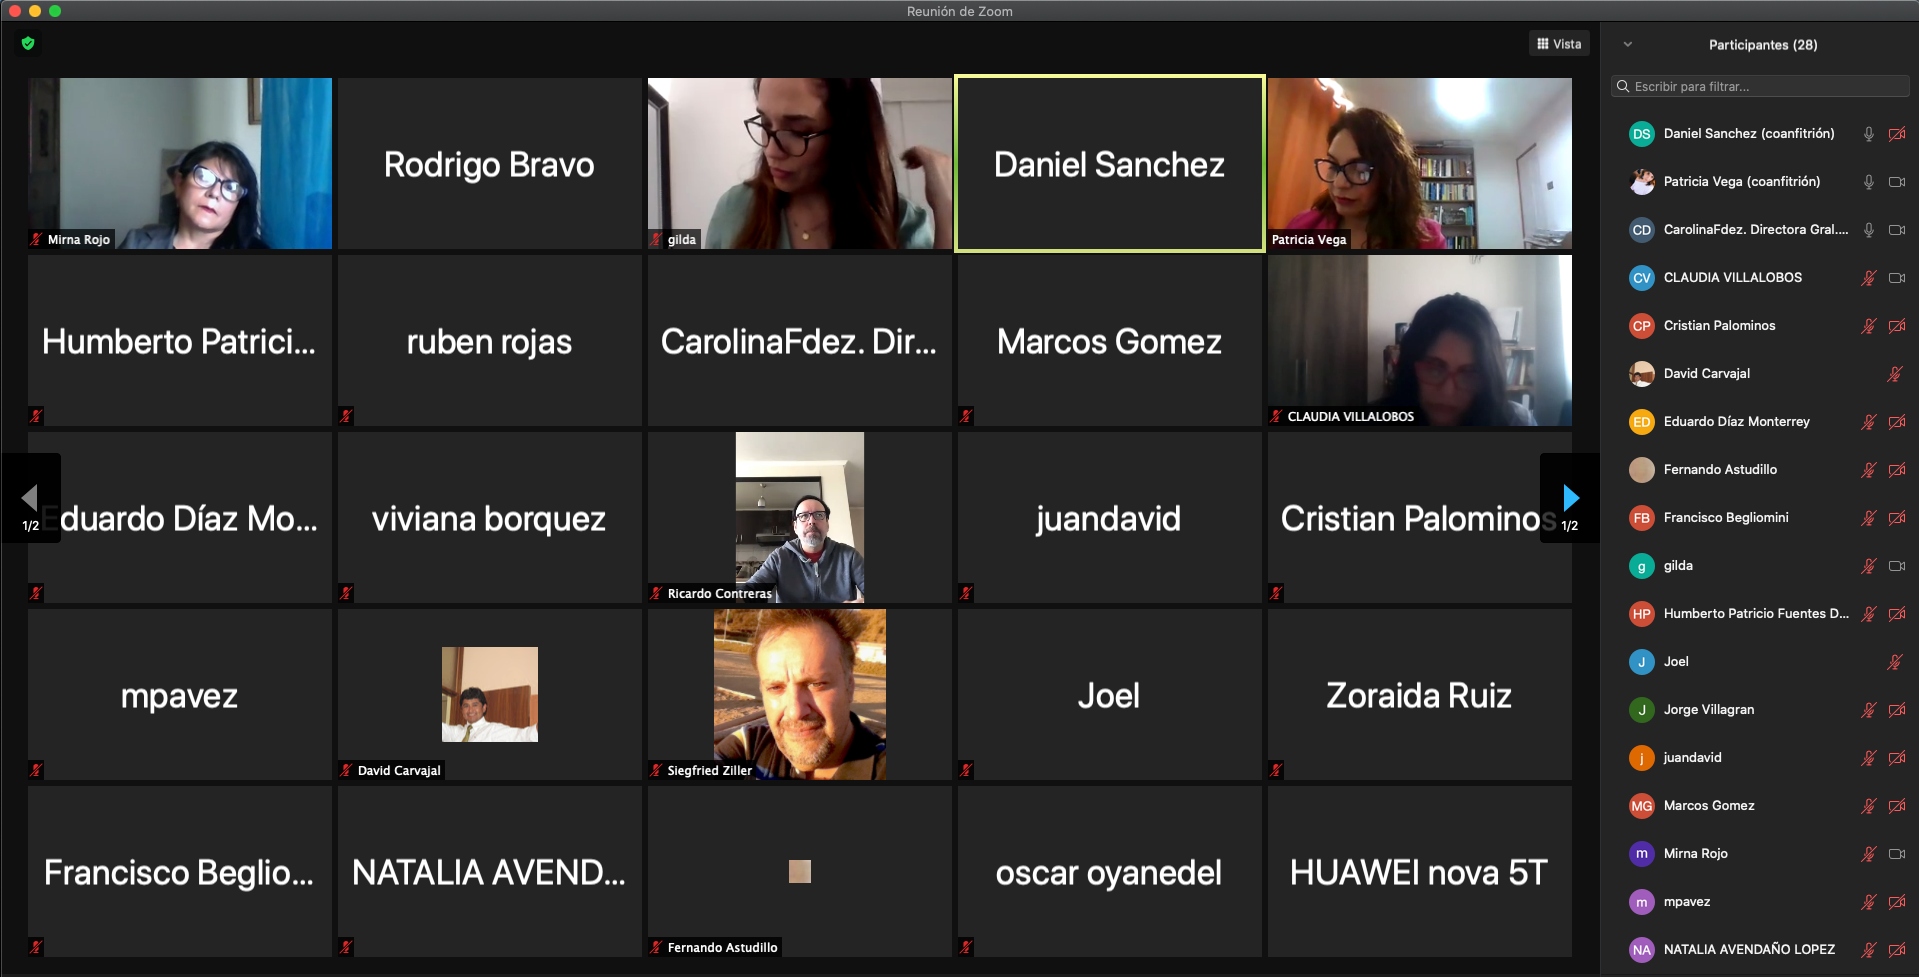 Reunión de Zoom
Vista
Mirna Rojo
Rodrigo Bravo
gilda
Daniel Sanchez
Patricia Vega
Humberto Patrici...
ruben rojas
CarolinaFdez. Dir...
Marcos Gomez
CLAUDIA VILLALOBOS
1/2
Eduardo Díaz Mo...
viviana borquez
Ricardo Contreras
juandavid
Cristian Palominos
1/2
mpavez
David Carvajal
Siegfried Ziller
Joel
Zoraida Ruiz
Francisco Beglio...
NATALIA AVEND...
Fernando Astudillo
oscar oyanedel
HUAWEI nova 5T
Participantes (28)
Escribir para filtrar...
DS Daniel Sanchez (coanfitrión)
Patricia Vega (coanfitrión)
CD CarolinaFdez. Directora Gral....
CV CLAUDIA VILLALOBOS
CP Cristian Palominos
David Carvajal
ED Eduardo Díaz Monterrey
Fernando Astudillo
FB Francisco Begliomini
g gilda
HP Humberto Patricio Fuentes D...
J Joel
J Jorge Villagran
j juandavid
MG Marcos Gomez
m Mirna Rojo
m mpavez
NA NATALIA AVENDAÑO LOPEZ